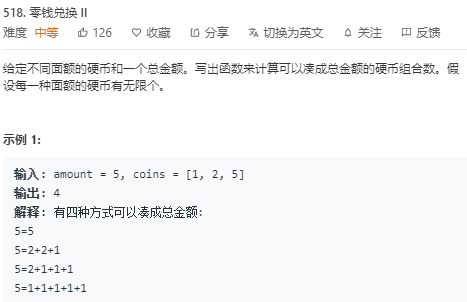 518. 零钱兑换 II
难度 中等 126 收藏 分享 切换为英文 关注 反馈
给定不同面额的硬币和一个总金额。写出函数来计算可以凑成总金额的硬币组合数。假
设每一种面额的硬币有无限个。
示例 1:
输入: amount = 5, coins = [1, 2, 5]
输出: 4
解释: 有四种方式可以凑成总金额:
5=5
5=2+2+1
5=2+1+1+1
5=1+1+1+1+1